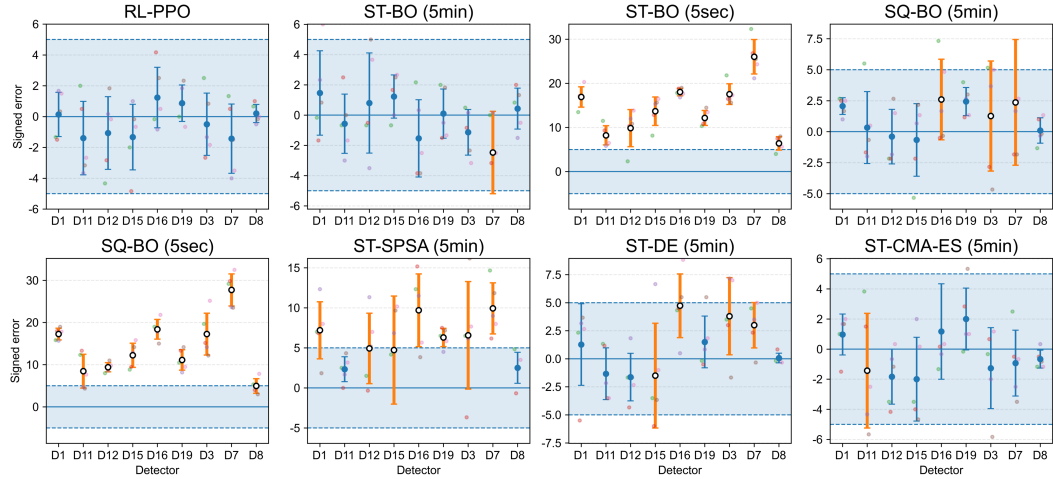 RL-PPO
Signed error
6
4
2
0
-2
-4
-6
D1 D11 D12 D15 D16 D19 D3 D7 D8
ST-BO (5min)
6
4
2
0
-2
-4
-6
D1 D11 D12 D15 D16 D19 D3 D7 D8
ST-BO (5sec)
30
20
10
0
D1 D11 D12 D15 D16 D19 D3 D7 D8
SQ-BO (5min)
7.5
5.0
2.5
0.0
-2.5
-5.0
D1 D11 D12 D15 D16 D19 D3 D7 D8
SQ-BO (5sec)
Signed error
30
20
10
0
D1 D11 D12 D15 D16 D19 D3 D7 D8
Detector
ST-SPSA (5min)
15
10
5
0
-5
D1 D11 D12 D15 D16 D19 D3 D7 D8
Detector
ST-DE (5min)
7.5
5.0
2.5
0.0
-2.5
-5.0
-7.5
D1 D11 D12 D15 D16 D19 D3 D7 D8
Detector
ST-CMA-ES (5min)
6
4
2
0
-2
-4
-6
D1 D11 D12 D15 D16 D19 D3 D7 D8
Detector